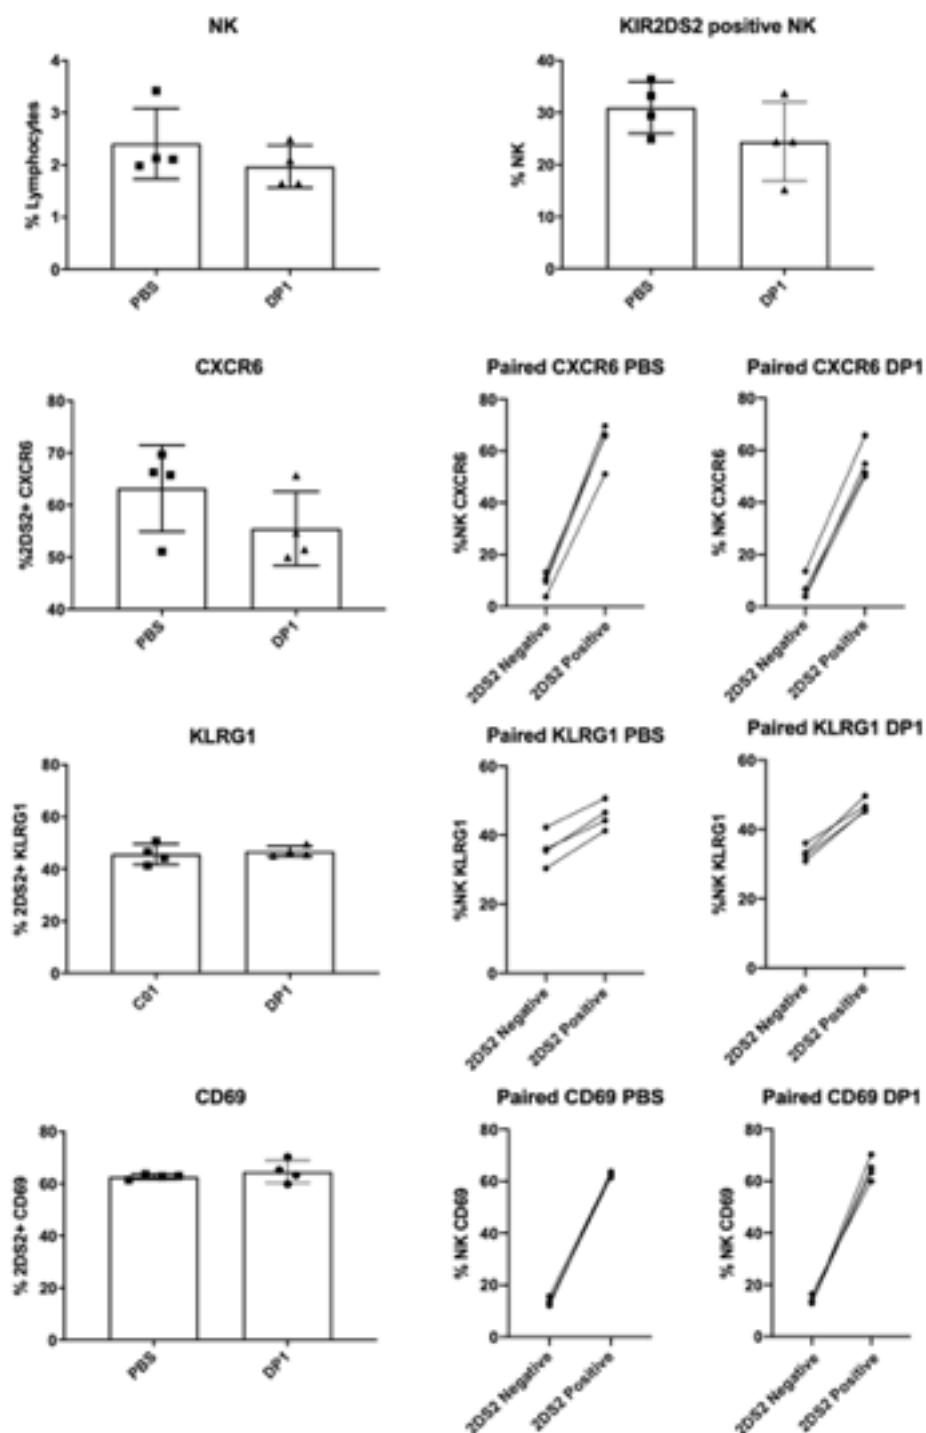 NK
KIR2DS2 positive NK
4
3
2
1
0
% Lymphocytes
PBS
DP1
40
30
20
10
0
% NK
PBS
DP1
CXCR6
Paired CXCR6 PBS
Paired CXCR6 DP1
80
70
60
50
40
%2DS2+ CXCR6
PBS
DP1
80
60
40
20
0
%NK CXCR6
2DS2 Negative
2DS2 Positive
80
60
40
20
0
% NK CXCR6
2DS2 Negative
2DS2 Positive
KLRG1
Paired KLRG1 PBS
Paired KLRG1 DP1
80
60
40
20
0
% 2DS2+ KLRG1
C01
DP1
60
40
20
0
%NK KLRG1
2DS2 Negative
2DS2 Positive
60
40
20
0
%NK KLRG1
2DS2 Negative
2DS2 Positive
CD69
Paired CD69 PBS
Paired CD69 DP1
80
60
40
20
0
% 2DS2+ CD69
PBS
DP1
80
60
40
20
0
% NK CD69
2DS2 Negative
2DS2 Positive
80
60
40
20
0
% NK CD69
2DS2 Negative
2DS2 Positive